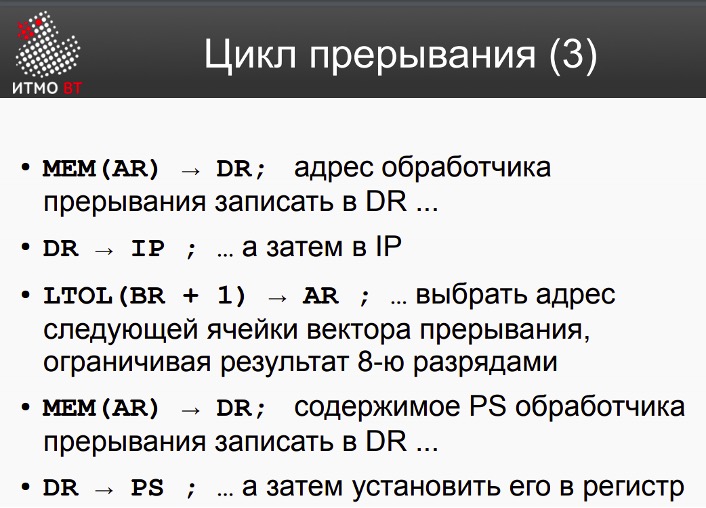 Цикл прерывания (3)
ИТМО ВТ
• MEM(AR) → DR; адрес обработчика
прерывания записать в DR ...
• DR → IP ; … а затем в IP
• LTOL(BR + 1) → AR ; … выбрать адрес
следующей ячейки вектора прерывания,
ограничивая результат 8-ю разрядами
• MEM(AR) → DR; содержимое PS обработчика
прерывания записать в DR ...
• DR → PS ; … а затем установить его в регистр